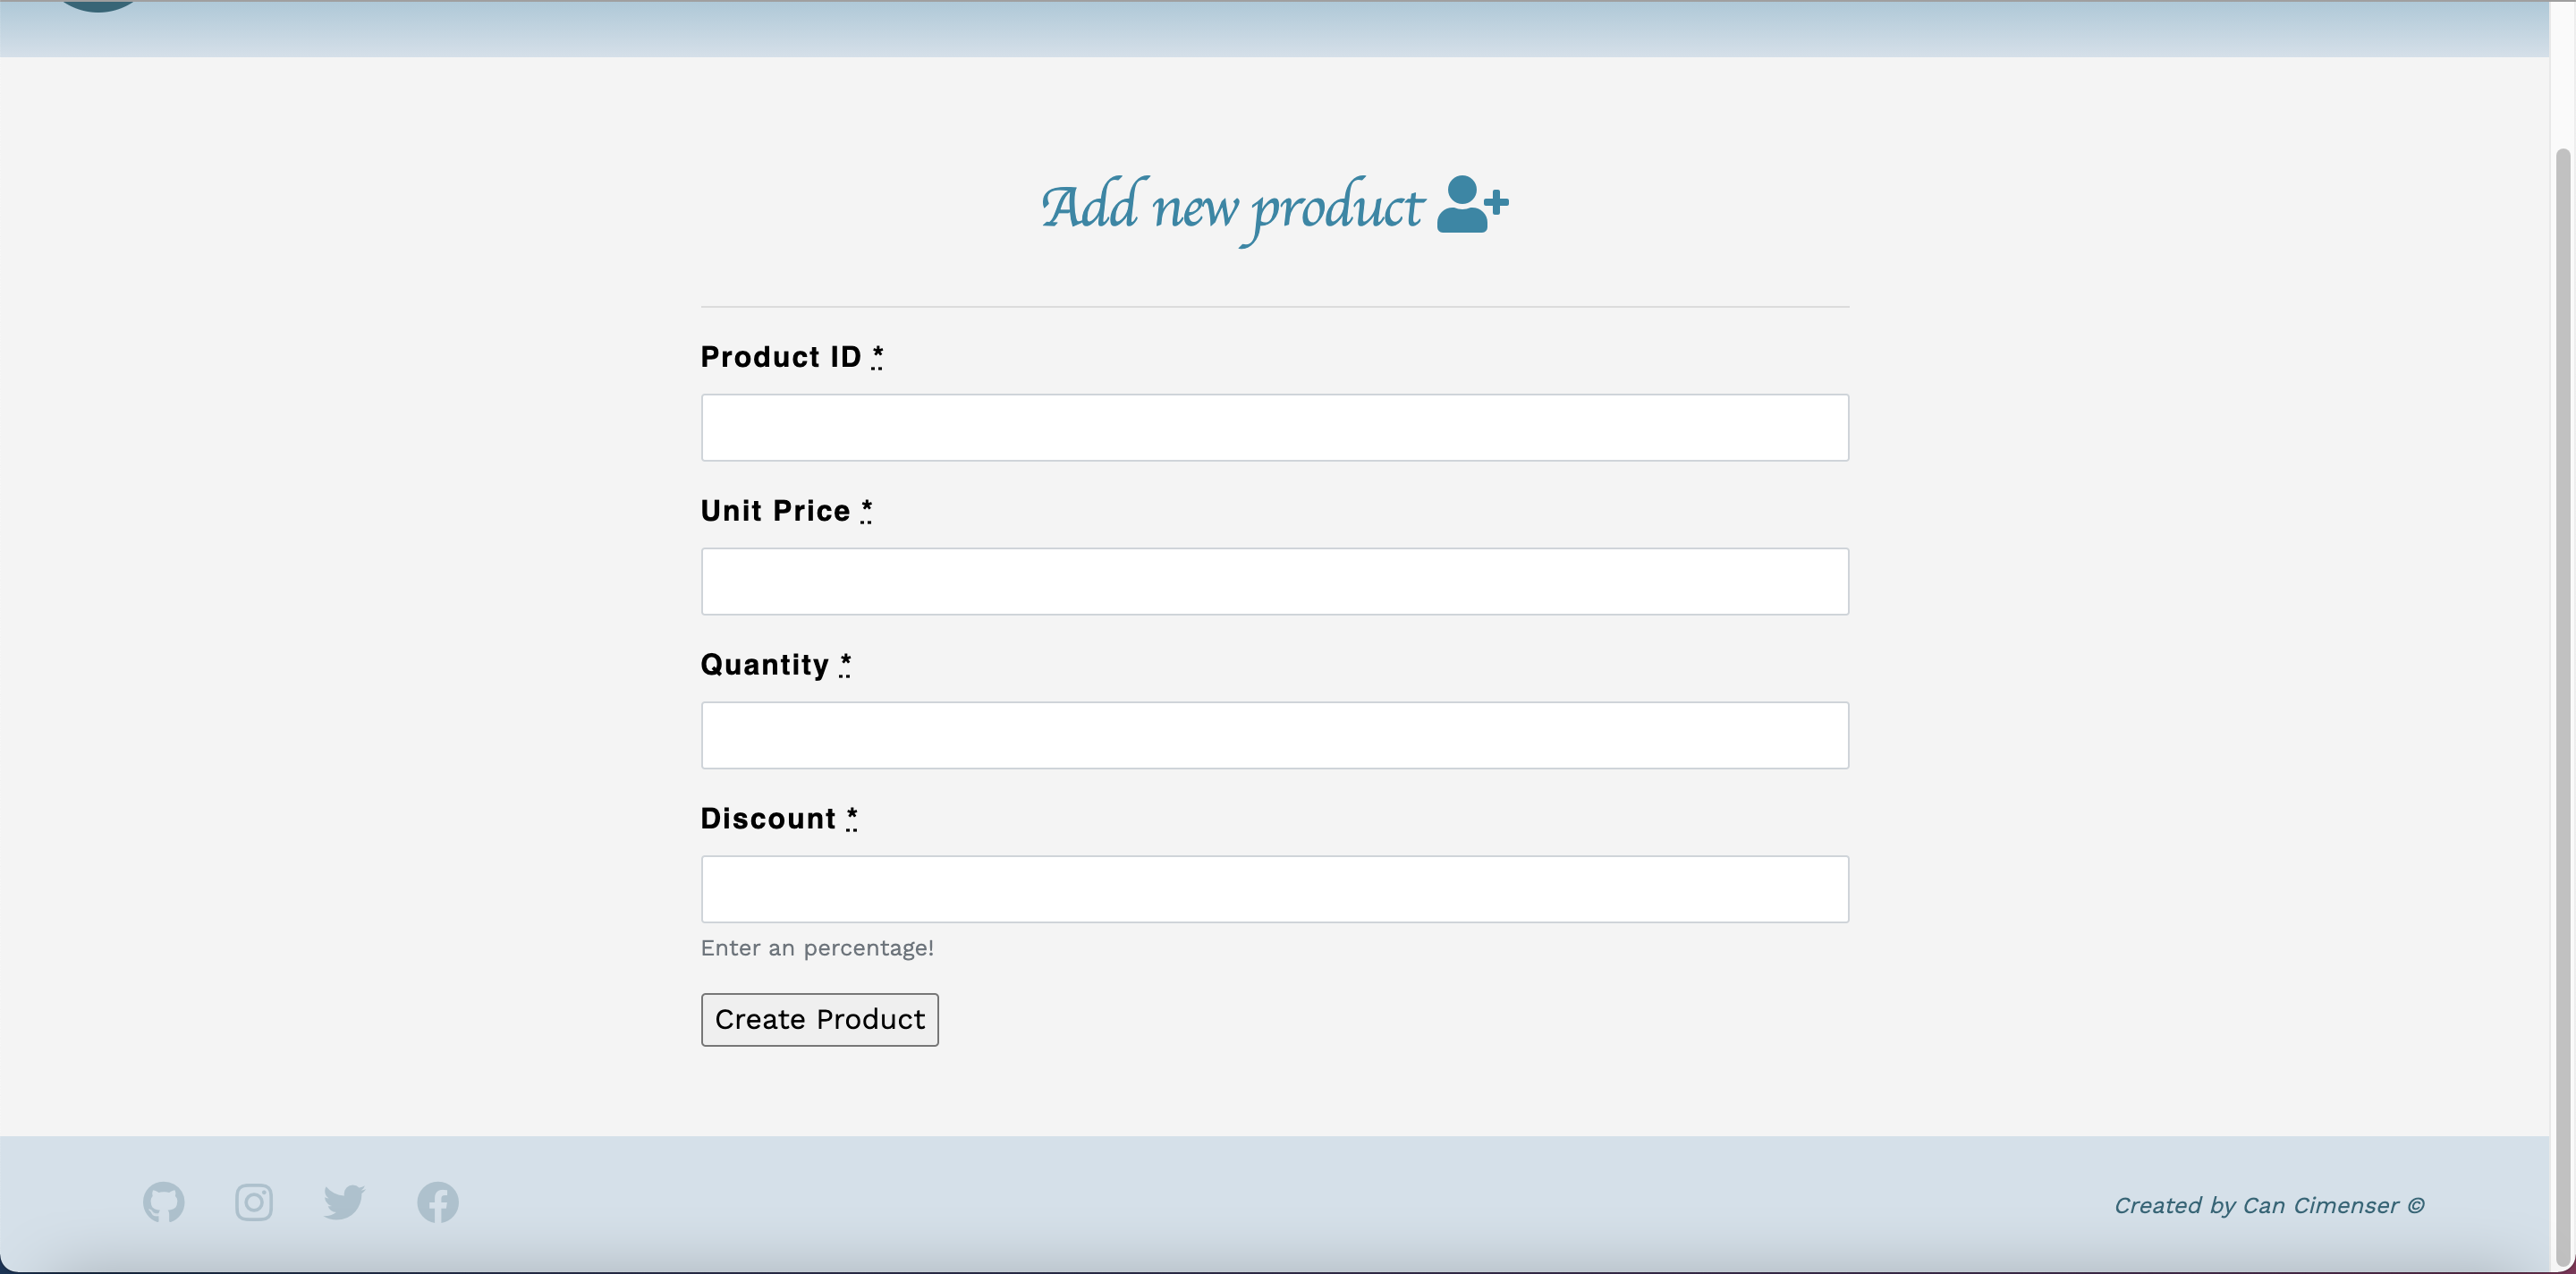 Add new product
Product ID *
Unit Price *
Quantity *
Discount *
Enter an percentage!
Create Product
Created by Can Cimenser ©